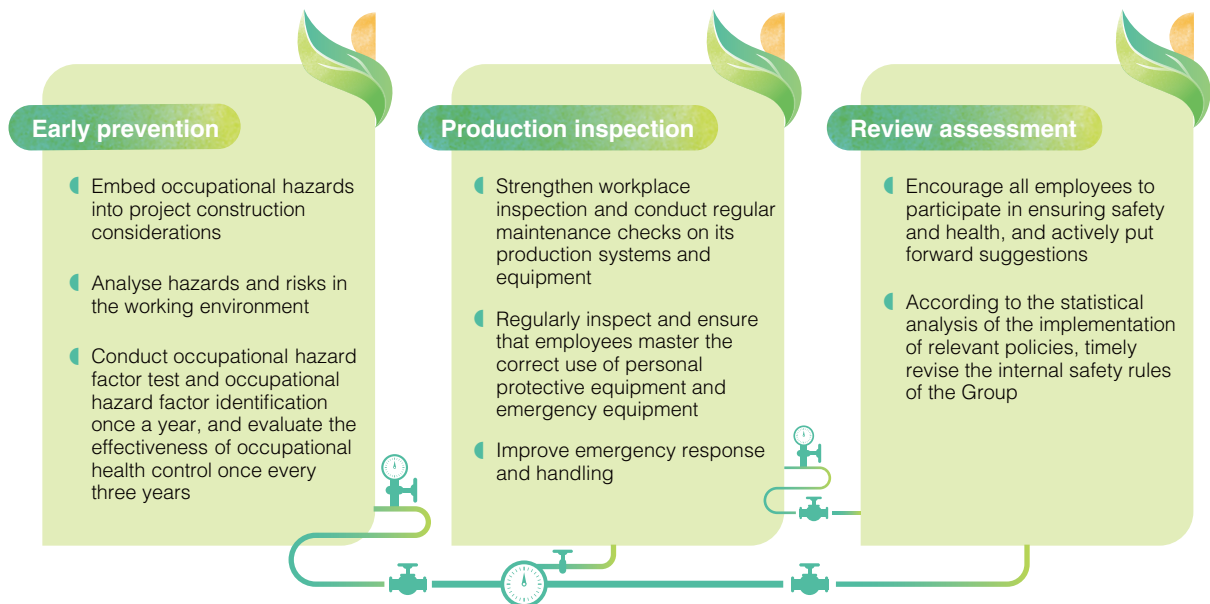 Early prevention
Embed occupational hazards
into project construction
considerations
Analyse hazards and risks in
the working environment
Conduct occupational hazard
factor test and occupational
hazard factor identification
once a year, and evaluate the
effectiveness of occupational
health control once every
three years
Production inspection
Strengthen workplace
inspection and conduct regular
maintenance checks on its
production systems and
equipment
Regularly inspect and ensure
that employees master the
correct use of personal
protective equipment and
emergency equipment
Improve emergency response
and handling
Review assessment
Encourage all employees to
participate in ensuring safety
and health, and actively put
forward suggestions
According to the statistical
analysis of the implementation
of relevant policies, timely
revise the internal safety rules
of the Group